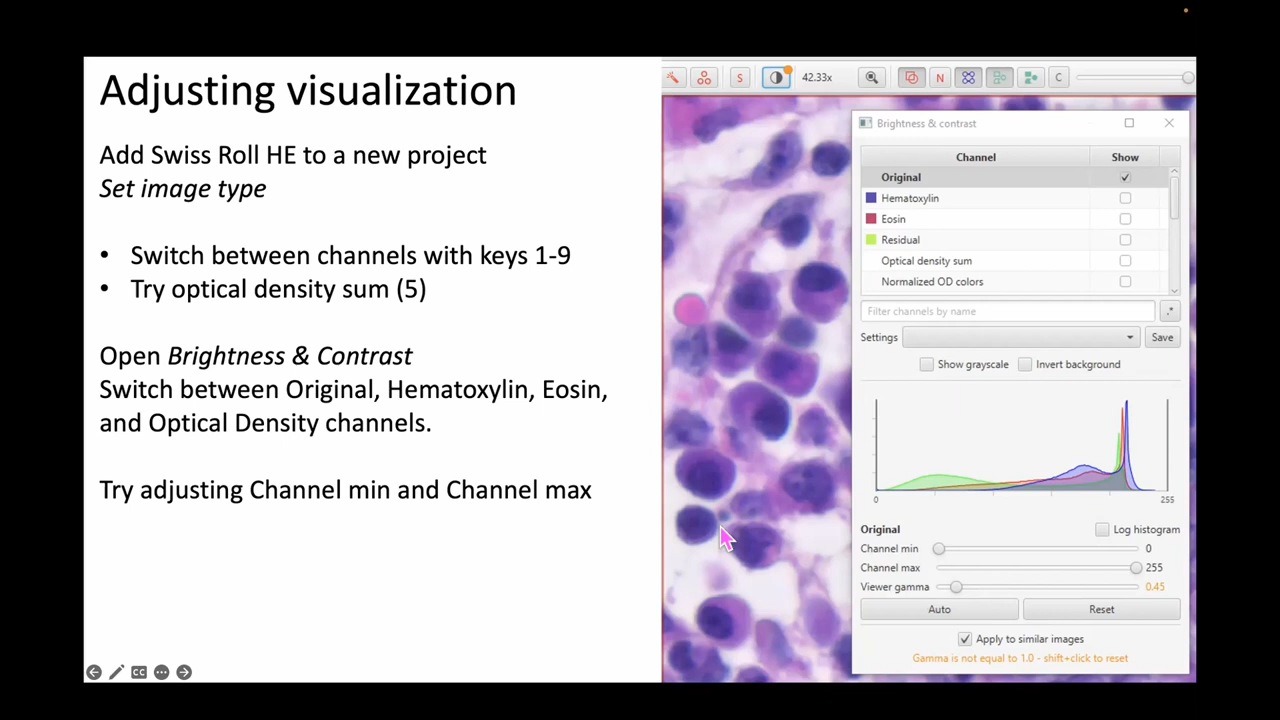 Adjusting visualization
Add Swiss Roll HE to a new project
Set image type
• Switch between channels with keys 1-9
• Try optical density sum (5)
Open Brightness & Contrast
Switch between Original, Hematoxylin, Eosin,
and Optical Density channels.
Try adjusting Channel min and Channel max
CC
S
42.33x
N
C
Brightness & contrast
Channel Show
Original
Hematoxylin
Eosin
Residual
Optical density sum
Normalized OD colors
Filter channels by name .*
Settings Save
Show grayscale Invert background
0 255
Original Log histogram
Channel min 0
Channel max 255
Viewer gamma 0.45
Auto Reset
Apply to similar images
Gamma is not equal to 1.0 - shift+click to reset